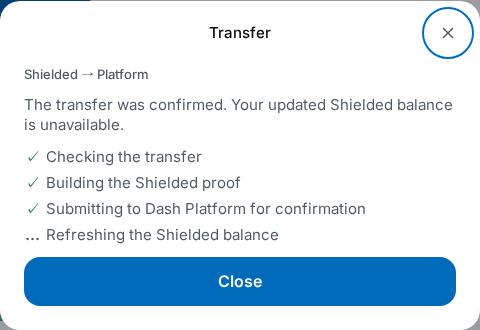 Transfer
Shielded → Platform
The transfer was confirmed. Your updated Shielded balance
is unavailable.
✓ Checking the transfer
✓ Building the Shielded proof
✓ Submitting to Dash Platform for confirmation
... Refreshing the Shielded balance
Close